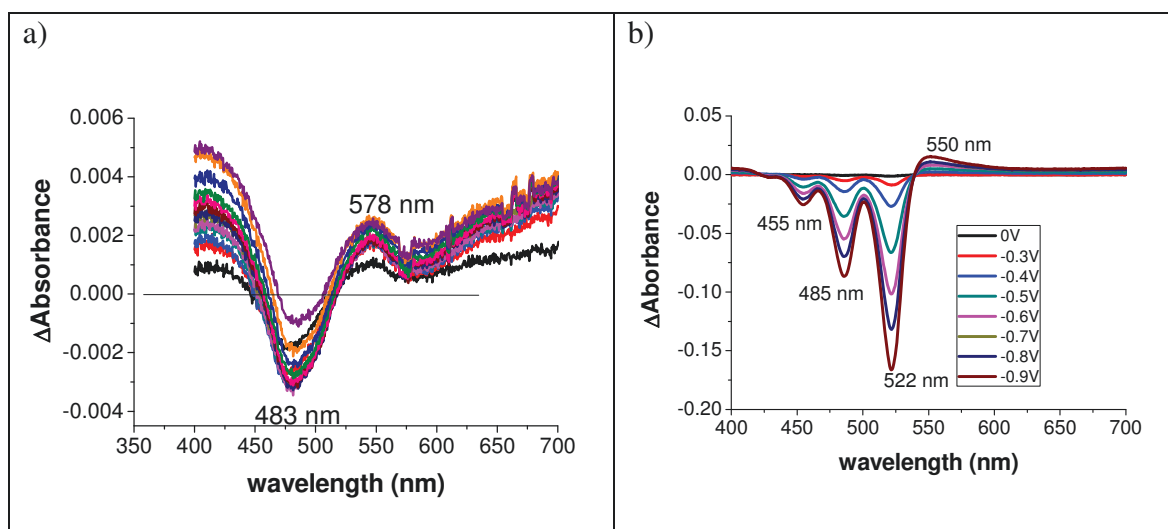 a)
0.006
0.004
0.002
0.000
-0.002
-0.004
ΔAbsorbance
578 nm
483 nm
350 400 450 500 550 600 650 700
wavelength (nm)
b)
0.05
0.00
-0.05
-0.10
-0.15
-0.20
ΔAborbance
550 nm
455 nm
485 nm
522 nm
0V
-0.3V
-0.4V
-0.5V
-0.6V
-0.7V
-0.8V
-0.9V
400 450 500 550 600 650 700
wavelength (nm)